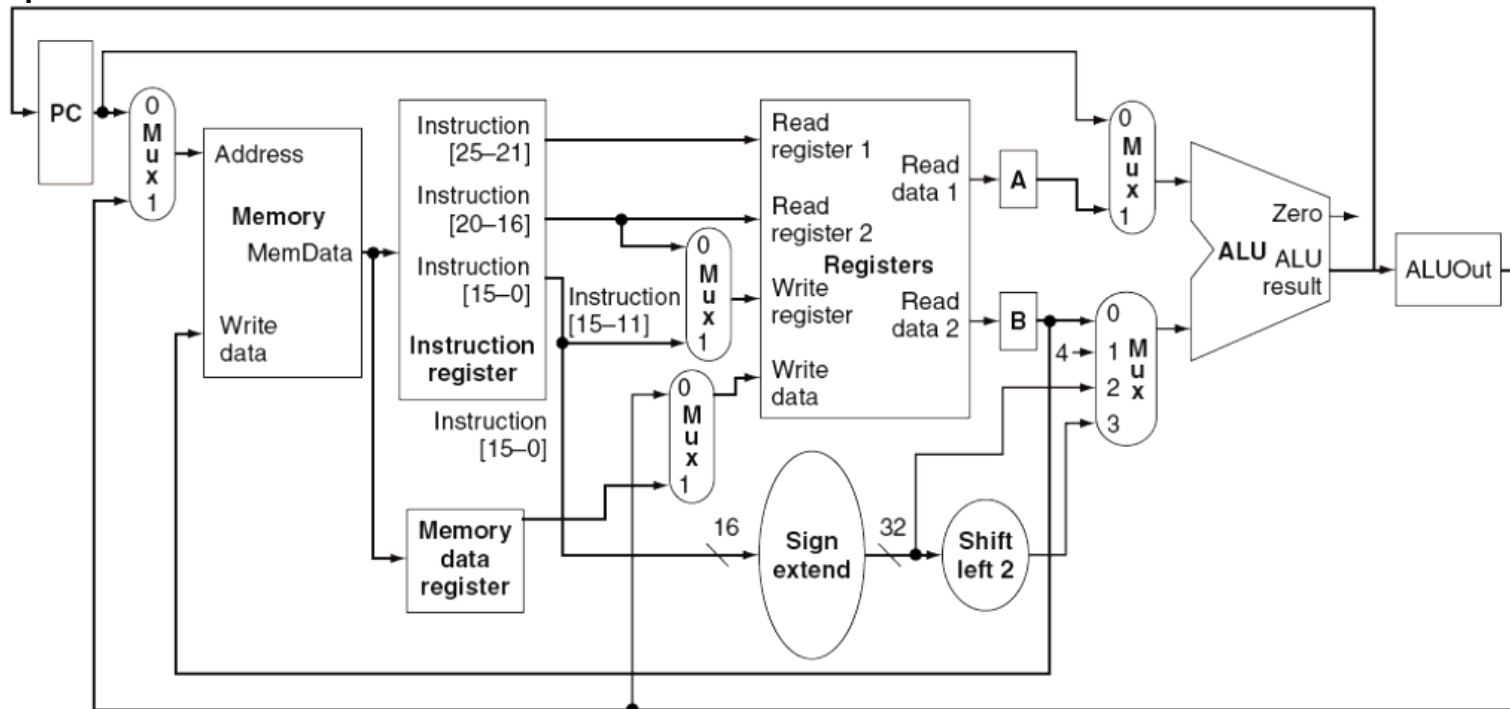 PC
0
M
u
x
1
Address
Memory
MemData
Write
data
Instruction
[25–21]
Instruction
[20–16]
Instruction
[15–0]
Instruction
register
Instruction
[15–11]
0
M
u
x
1
Instruction
[15–0]
Memory
data
register
0
M
u
x
1
Read
register 1
Read
register 2
Registers
Write
register
Write
data
Read
data 1
Read
data 2
16
Sign
extend
32
Shift
left 2
A
B
0
M
u
x
1
4
0
1 M
u
2 x
3
Zero
ALU
ALU
result
ALUOut